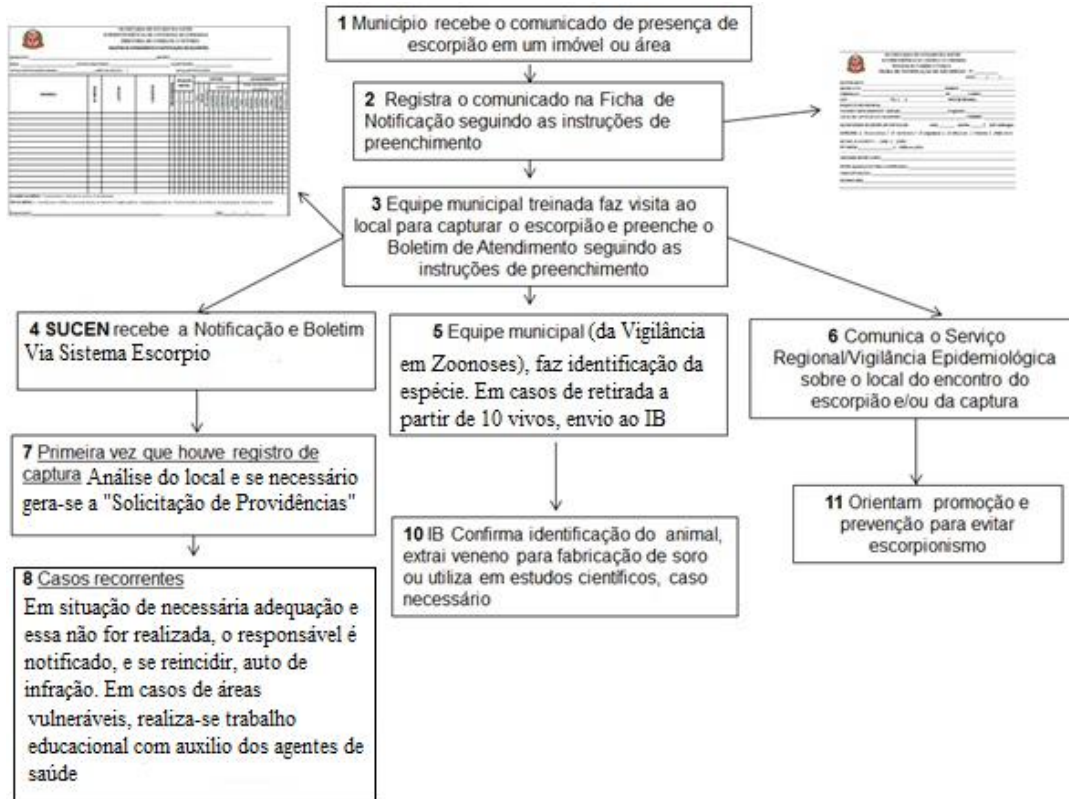 1 Município recebe o comunicado de presença de
escorpião em um imóvel ou área
2 Registra o comunicado na Ficha de
Notificação seguindo as instruções de
preenchimento
3 Equipe municipal treinada faz visita ao
local para capturar o escorpião e preenche o
Boletim de Atendimento seguindo as
instruções de preenchimento
4 SUCEN recebe a Notificação e Boletim
Via Sistema Escorpio
5 Equipe municipal (da Vigilância
em Zoonoses), faz identificação da
espécie. Em casos de retirada a
partir de 10 vivos, envio ao IB
6 Comunica o Serviço
Regional/Vigilância Epidemiológica
sobre o local do encontro do
escorpião e/ou da captura
7 Primeira vez que houve registro de
captura Análise do local e se necessário
gera-se a "Solicitação de Providências"
10 IB Confirma identificação do animal,
extrai veneno para fabricação de soro
ou utiliza em estudos científicos, caso
necessário
11 Orientam promoção e
prevenção para evitar
escorpionismo
8 Casos recorrentes
Em situação de necessária adequação e
essa não for realizada, o responsável é
notificado, e se reincidir, auto de
infração. Em casos de áreas
vulneráveis, realiza-se trabalho
educacional com auxilio dos agentes de
saúde